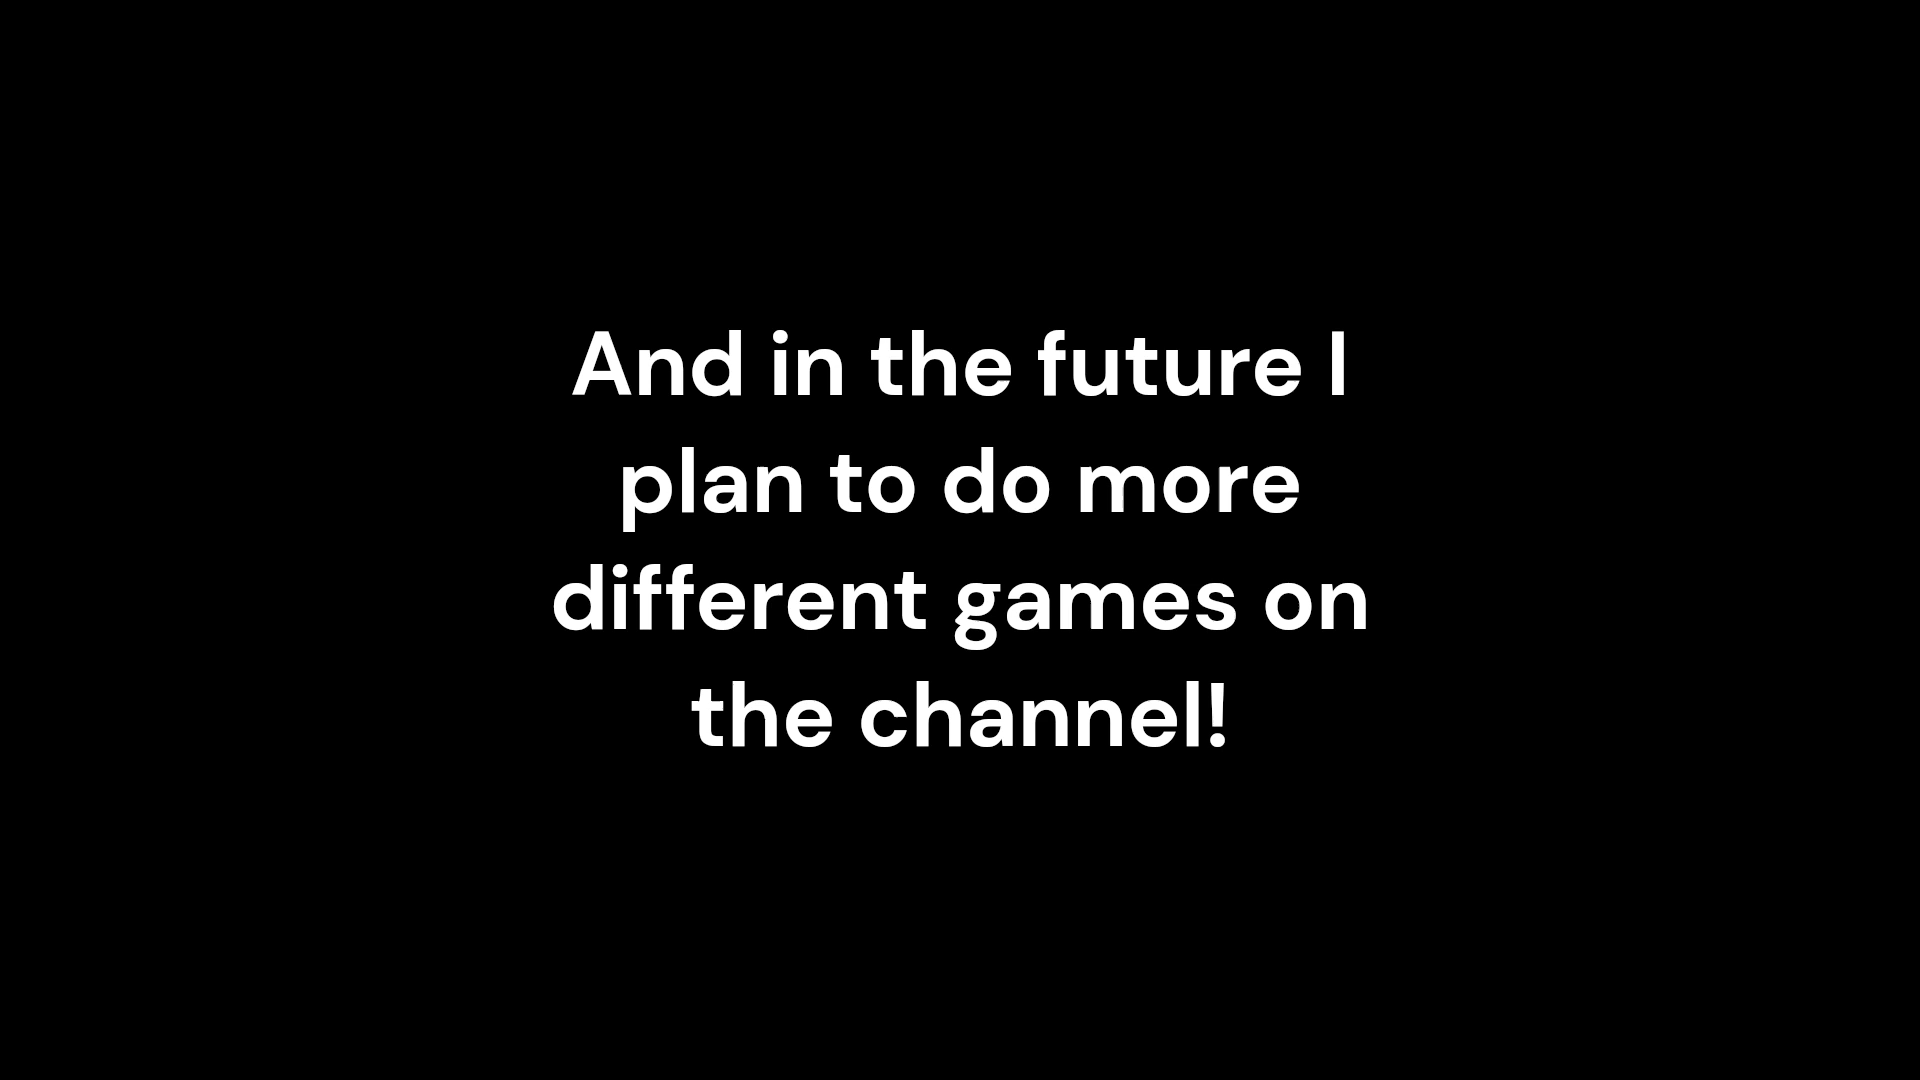 And in the future I
plan to do more
different games on
the channel!